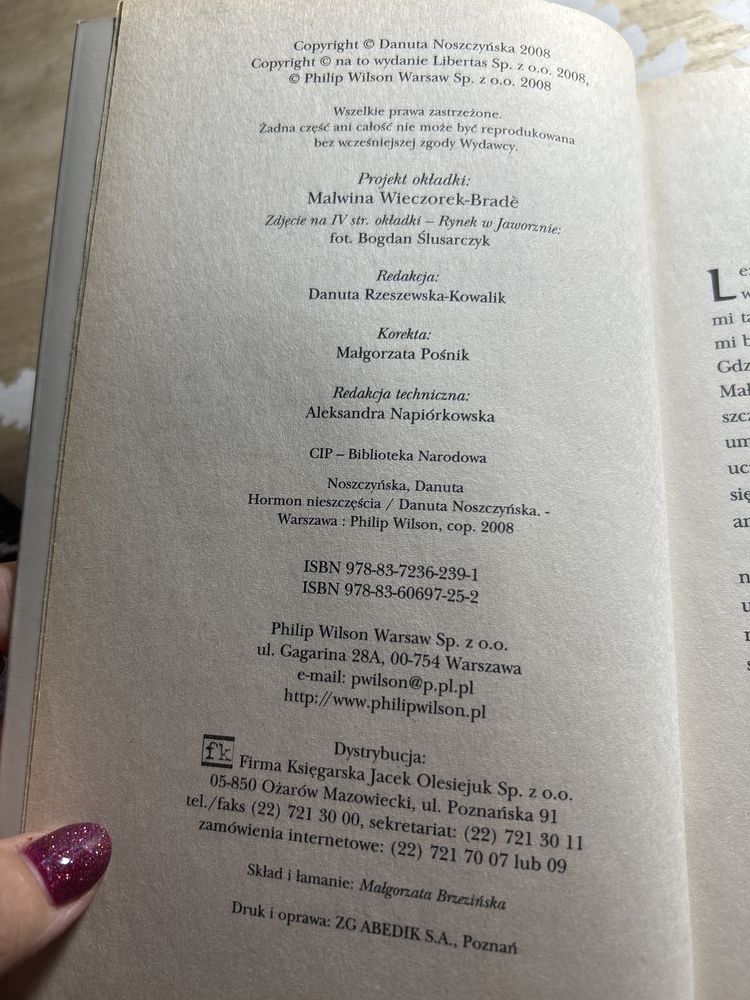 Copyright © Danuta Noszczyńska 2008
Copyright © na to wydanie Libertas Sp. z o.o. 2008,
© Philip Wilson Warsaw Sp. z o.o. 2008
Wszelkie prawa zastrzeżone.
Żadna część ani całość nie może być reprodukowana
bez wcześniejszej zgody Wydawcy.
Projekt okładki:
Malwina Wieczorek-Bradè
Zdjęcie na IV str. okładki – Rynek w Jaworznie:
fot. Bogdan Ślusarczyk
Redakcja:
Danuta Rzeszewska-Kowalik
Korekta:
Małgorzata Pośnik
Redakcja techniczna:
Aleksandra Napiórkowska
CIP – Biblioteka Narodowa
Noszczyńska, Danuta
Hormon nieszczęścia / Danuta Noszczyńska. -
Warszawa : Philip Wilson, cop. 2008
ISBN 978-83-7236-239-1
ISBN 978-83-60697-25-2
Philip Wilson Warsaw Sp. z o.o.
ul. Gagarina 28A, 00-754 Warszawa
e-mail: pwilson@p.pl.pl
http://www.philipwilson.pl
Dystrybucja:
fk Firma Księgarska Jacek Olesiejuk Sp. z o.o.
05-850 Ożarów Mazowiecki, ul. Poznańska 91
tel./faks (22) 721 30 00, sekretariat: (22) 721 30 11
zamówienia internetowe: (22) 721 70 07 lub 09
Skład i łamanie: Małgorzata Brzezińska
Druk i oprawa: ZG ABEDIK S.A., Poznań
mi
mi
Gdz
Mał
szcz
um
uc
się